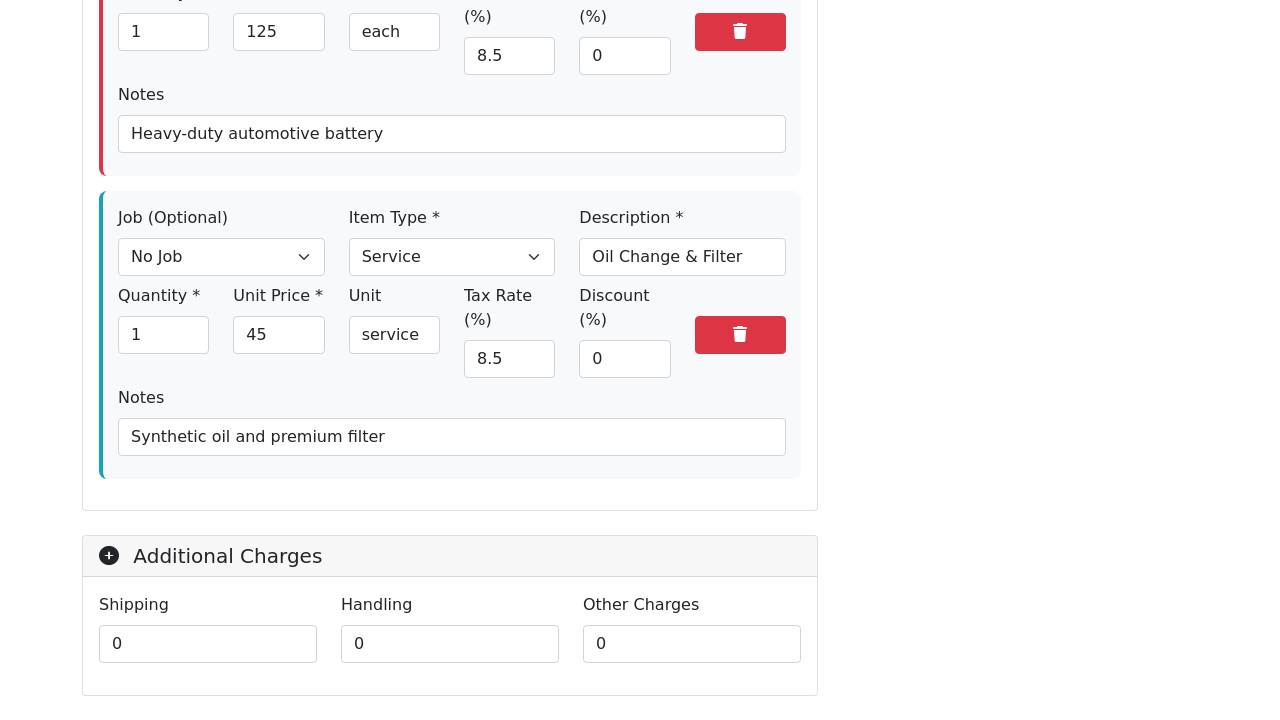 (%) (%)
1 125 each
8.5 0
Notes
Heavy-duty automotive battery
Job (Optional) Item Type * Description *
No Job Service Oil Change & Filter
Quantity * Unit Price * Unit Tax Rate (%) Discount (%)
1 45 service 8.5 0
Notes
Synthetic oil and premium filter
Additional Charges
Shipping Handling Other Charges
0 0 0